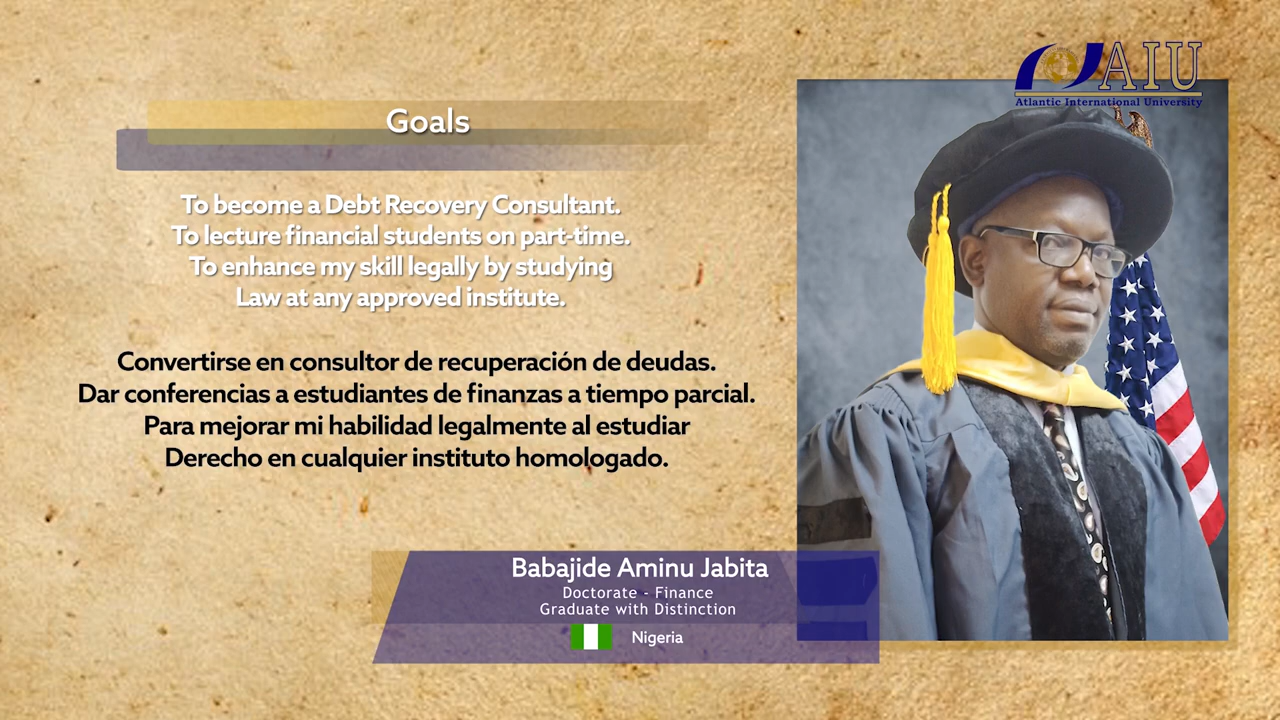 AIU
Atlantic International University
Goals
To become a Debt Recovery Consultant.
To lecture financial students on part-time.
To enhance my skill legally by studying
Law at any approved institute.
Convertirse en consultor de recuperación de deudas.
Dar conferencias a estudiantes de finanzas a tiempo parcial.
Para mejorar mi habilidad legalmente al estudiar
Derecho en cualquier instituto homologado.
Babajide Aminu Jabita
Doctorate - Finance
Graduate with Distinction
Nigeria